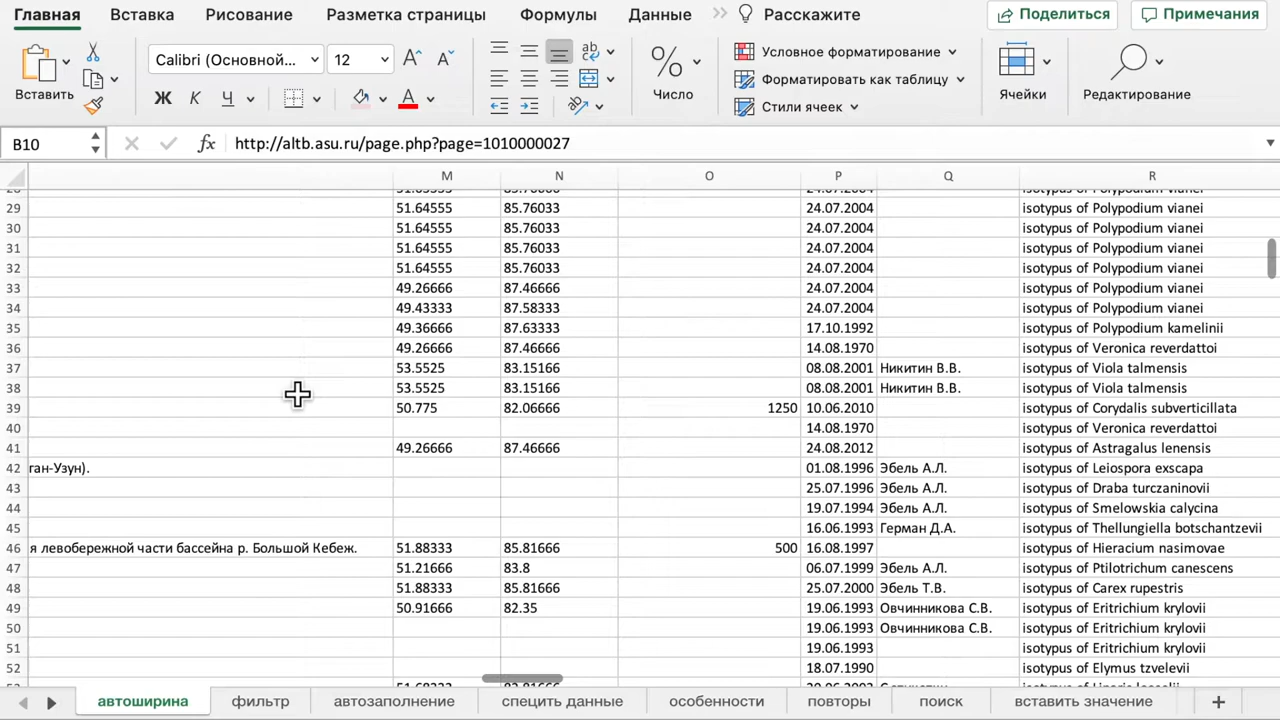 Главная Вставка Рисование Разметка страницы Формулы Данные Расскажите Поделиться Примечания
Calibri (Основной... 12
Вставить Ж К Ч А ab Число
Условное форматирование
Форматировать как таблицу
Стили ячеек
Ячейки Редактирование
B10 fx http://altb.asu.ru/page.php?page=1010000027
M N O P Q R
29 51.64555 85.76033 24.07.2004 isotypus of Polypodium vianei
30 51.64555 85.76033 24.07.2004 isotypus of Polypodium vianei
31 51.64555 85.76033 24.07.2004 isotypus of Polypodium vianei
32 51.64555 85.76033 24.07.2004 isotypus of Polypodium vianei
33 49.26666 87.46666 24.07.2004 isotypus of Polypodium vianei
34 49.43333 87.58333 24.07.2004 isotypus of Polypodium vianei
35 49.36666 87.63333 17.10.1992 isotypus of Polypodium kamelinii
36 49.26666 87.46666 14.08.1970 isotypus of Veronica reverdattoi
37 53.5525 83.15166 08.08.2001 Никитин В.В. isotypus of Viola talmensis
38 53.5525 83.15166 08.08.2001 Никитин В.В. isotypus of Viola talmensis
39 50.775 82.06666 1250 10.06.2010 isotypus of Corydalis subverticillata
40 14.08.1970 isotypus of Veronica reverdattoi
41 49.26666 87.46666 24.08.2012 isotypus of Astragalus lenensis
42 ган-Узун). 01.08.1996 Эбель А.Л. isotypus of Leiospora exscapa
43 25.07.1996 Эбель А.Л. isotypus of Draba turczaninovii
44 19.07.1994 Эбель А.Л. isotypus of Smelowskia calycina
45 16.06.1993 Герман Д.А. isotypus of Thellungiella botschantzevii
46 я левобережной части бассейна р. Большой Кебеж. 51.88333 85.81666 500 16.08.1997 isotypus of Hieracium nasimovae
47 51.21666 83.8 06.07.1999 Эбель А.Л. isotypus of Ptilotrichum canescens
48 51.88333 85.81666 25.07.2000 Эбель Т.В. isotypus of Carex rupestris
49 50.91666 82.35 19.06.1993 Овчинникова С.В. isotypus of Eritrichium krylovii
50 19.06.1993 Овчинникова С.В. isotypus of Eritrichium krylovii
51 19.06.1993 isotypus of Eritrichium krylovii
52 18.07.1990 isotypus of Elymus tzvelevii
автоширина фильтр автозаполнение специть данные особенности повторы поиск вставить значение